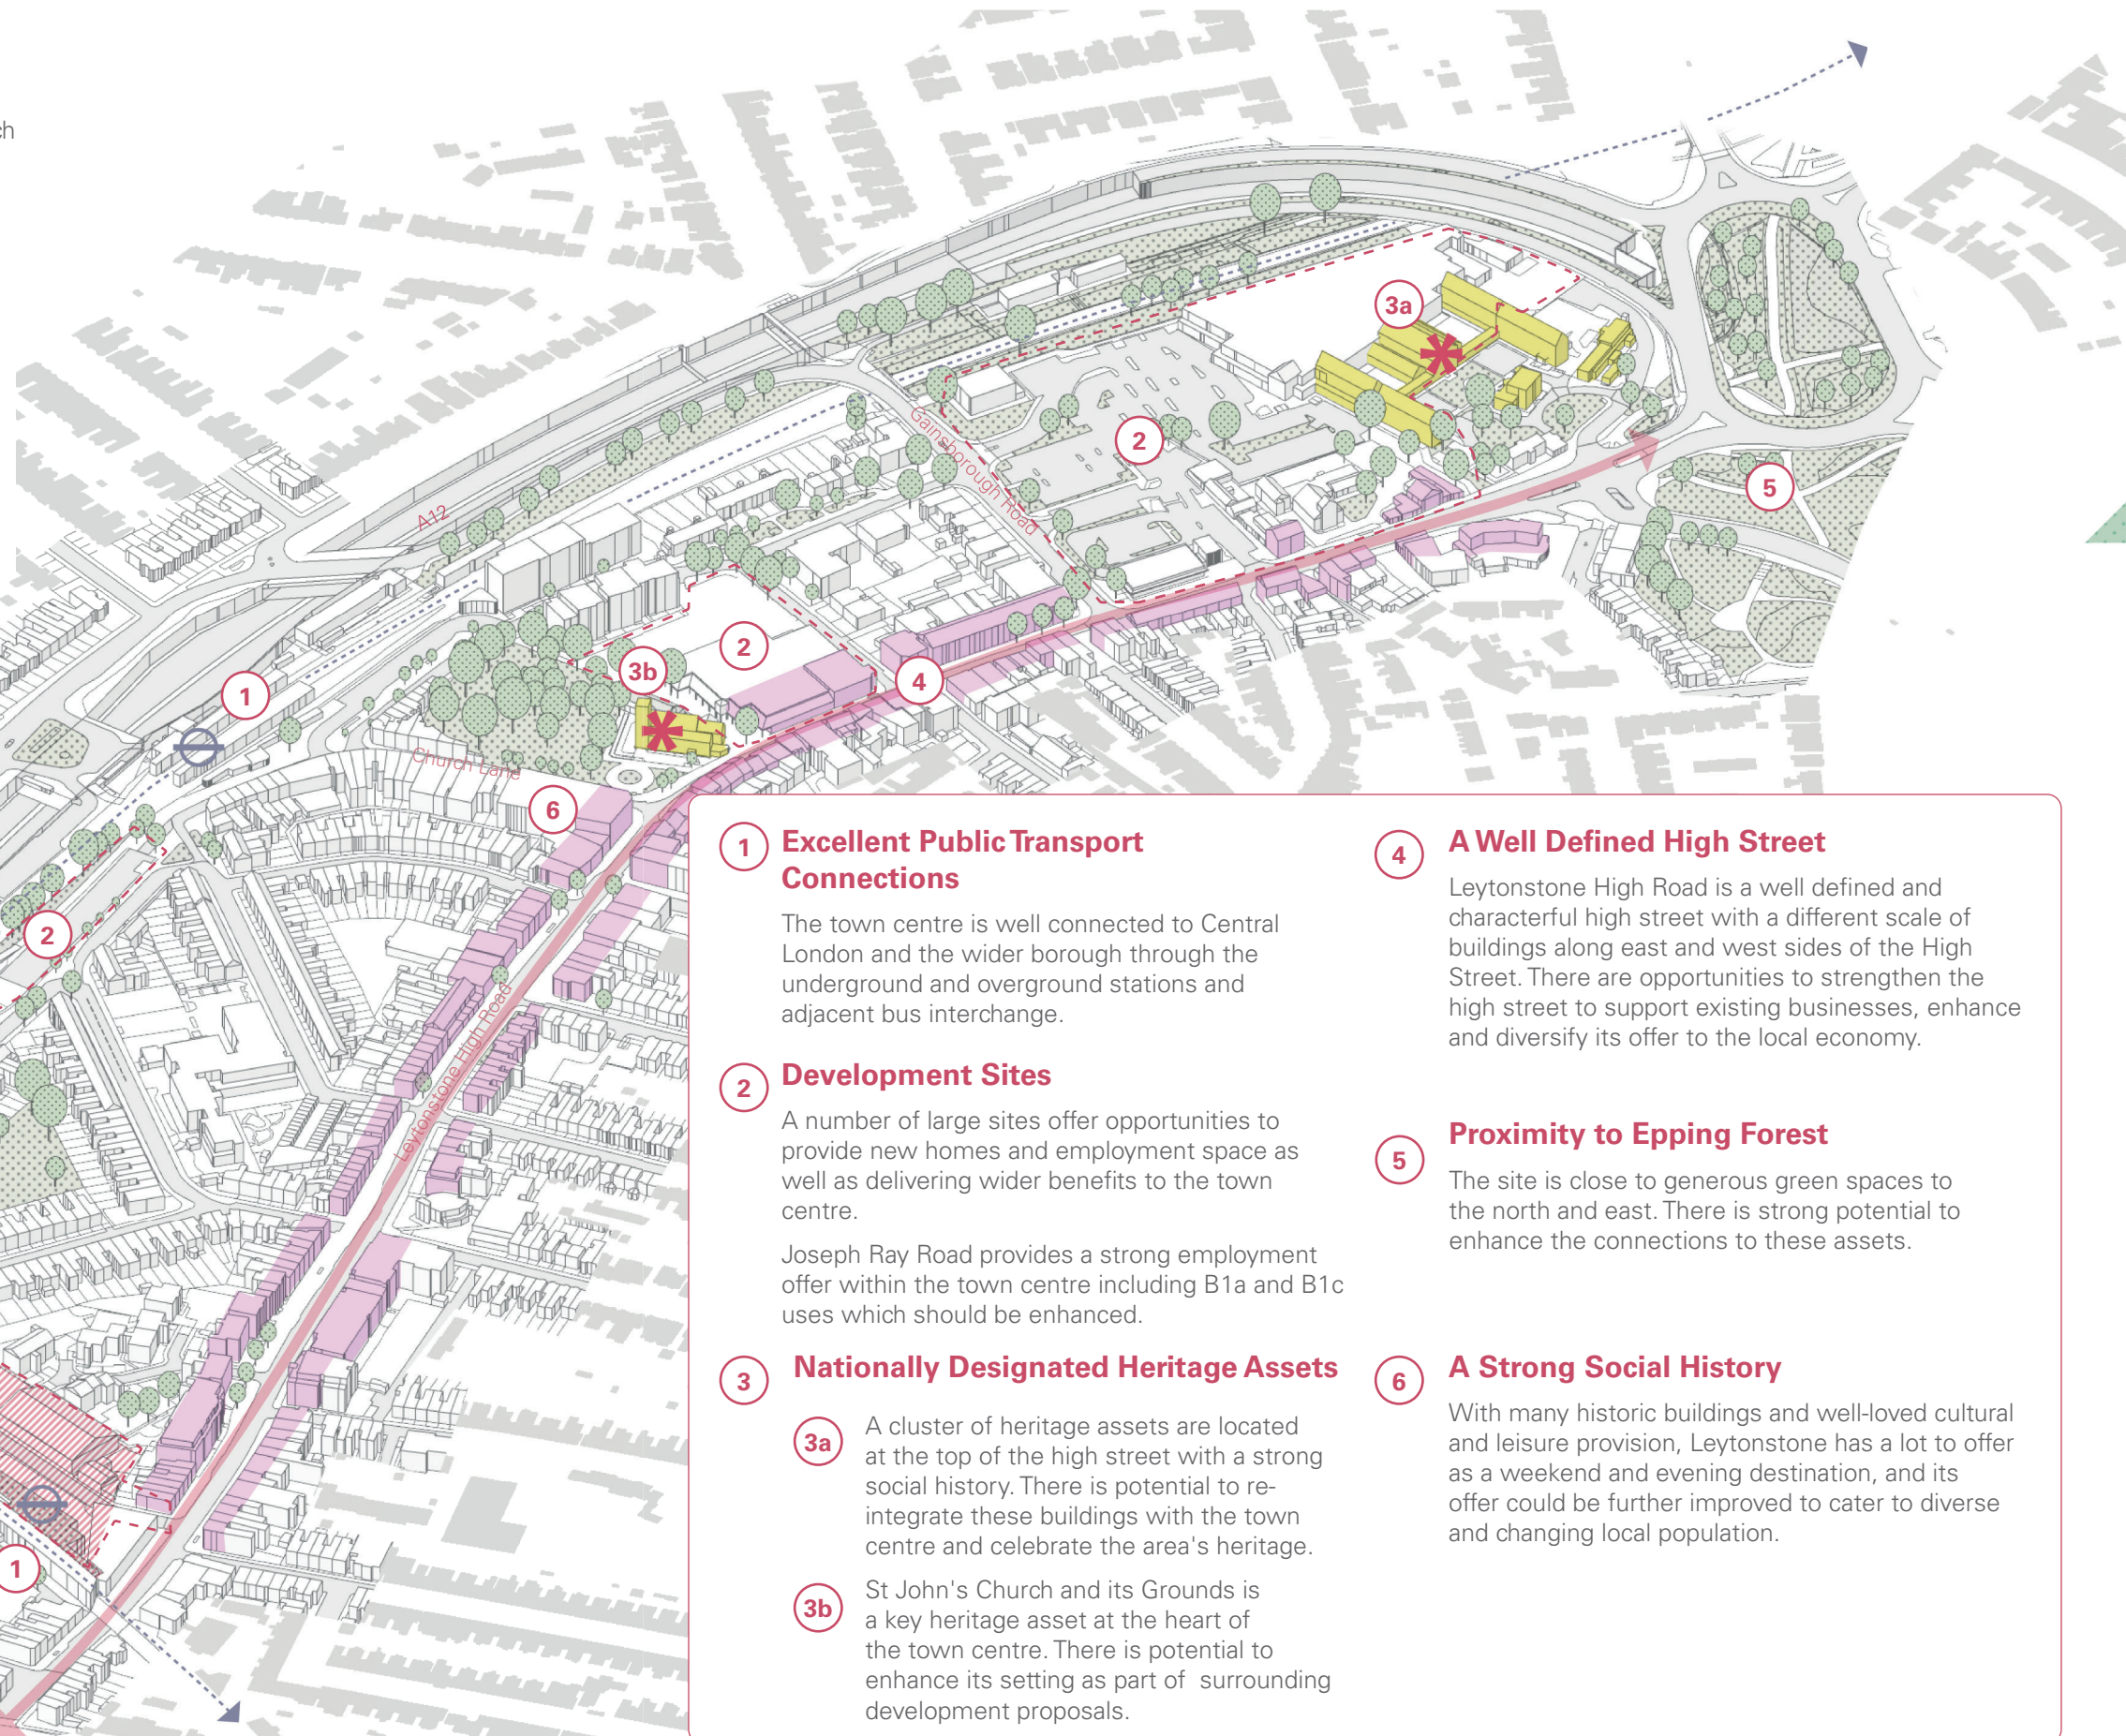 ch
3a
2
Gainsborough Road
5
A12
2
3b
4
1
Church Lane
6
2
Leytonstone High Road
1
1
Excellent Public Transport
Connections
The town centre is well connected to Central
London and the wider borough through the
underground and overground stations and
adjacent bus interchange.
2
Development Sites
A number of large sites offer opportunities to
provide new homes and employment space as
well as delivering wider benefits to the town
centre.
Joseph Ray Road provides a strong employment
offer within the town centre including B1a and B1c
uses which should be enhanced.
3
Nationally Designated Heritage Assets
3a
A cluster of heritage assets are located
at the top of the high street with a strong
social history. There is potential to re-
integrate these buildings with the town
centre and celebrate the area's heritage.
3b
St John's Church and its Grounds is
a key heritage asset at the heart of
the town centre. There is potential to
enhance its setting as part of surrounding
development proposals.
4
A Well Defined High Street
Leytonstone High Road is a well defined and
characterful high street with a different scale of
buildings along east and west sides of the High
Street. There are opportunities to strengthen the
high street to support existing businesses, enhance
and diversify its offer to the local economy.
5
Proximity to Epping Forest
The site is close to generous green spaces to
the north and east. There is strong potential to
enhance the connections to these assets.
6
A Strong Social History
With many historic buildings and well-loved cultural
and leisure provision, Leytonstone has a lot to offer
as a weekend and evening destination, and its
offer could be further improved to cater to diverse
and changing local population.